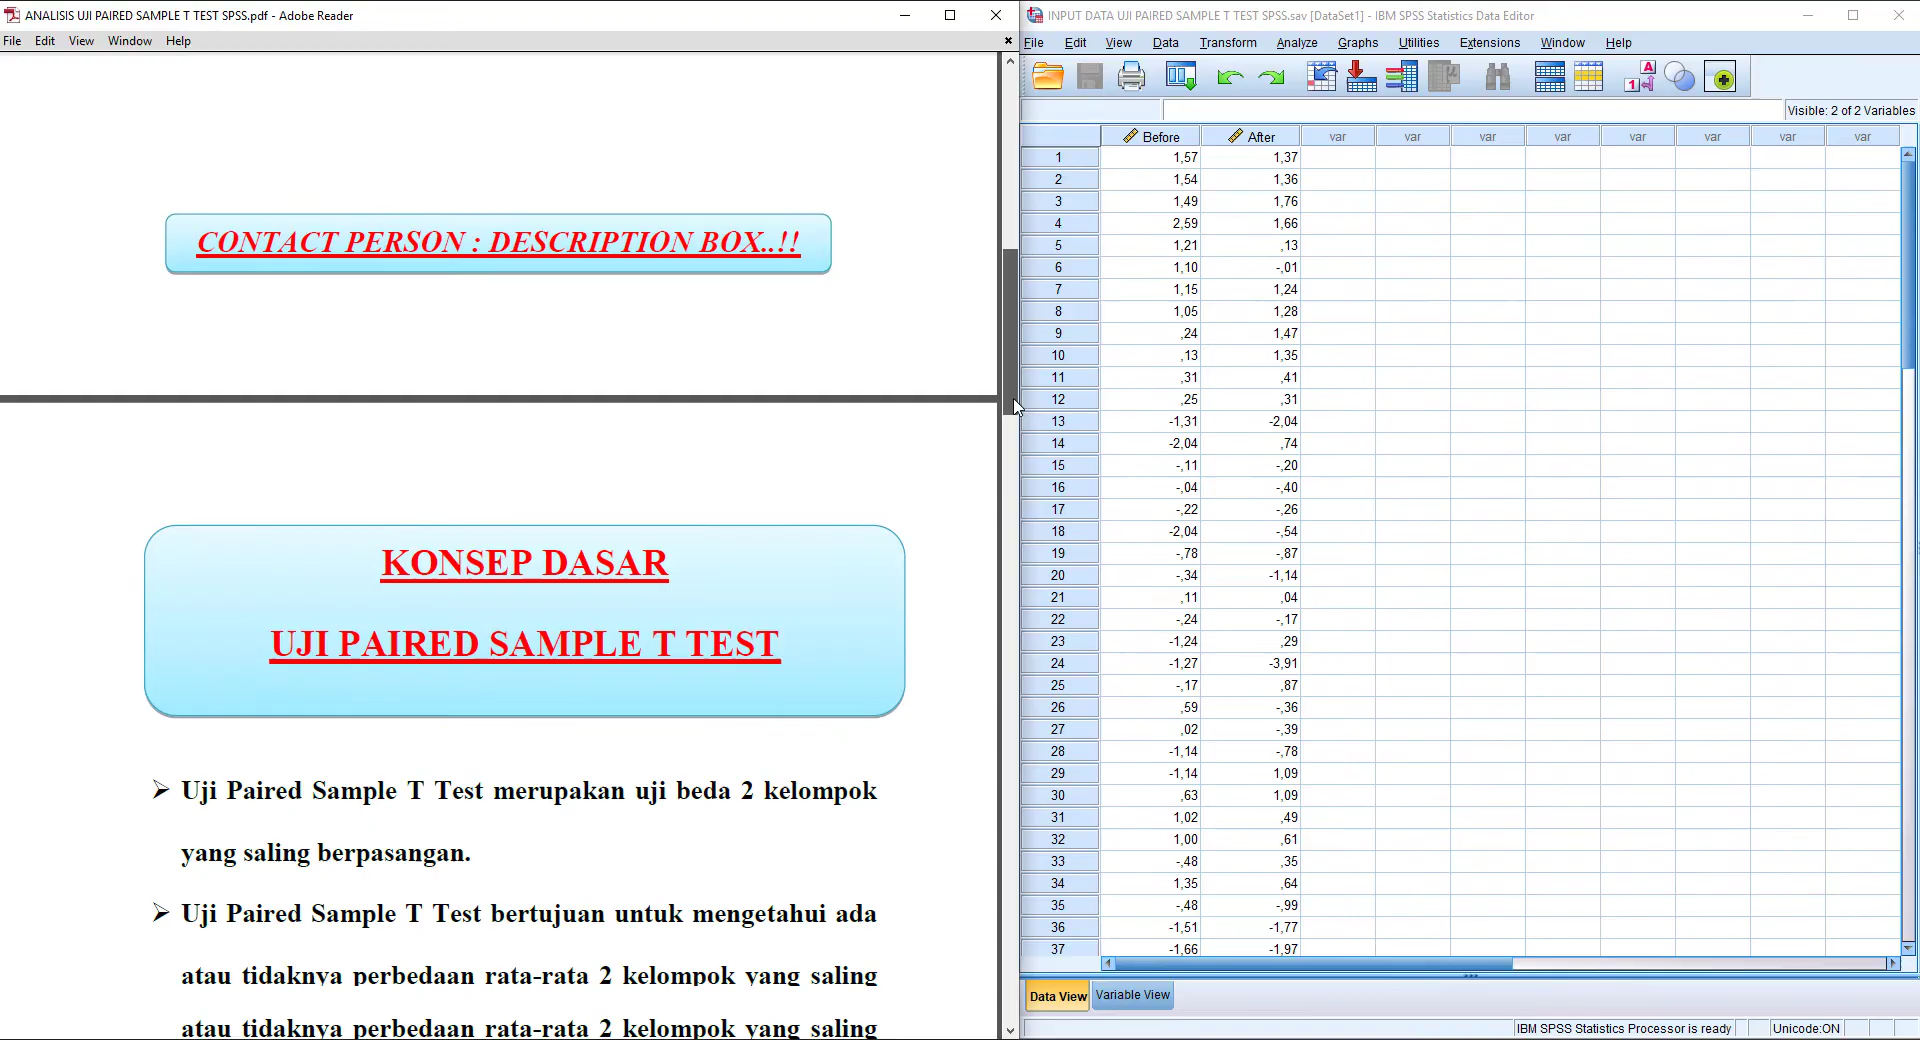 ANALISIS UJI PAIRED SAMPLE T TEST SPSS.pdf - Adobe Reader
File Edit View Window Help
CONTACT PERSON : DESCRIPTION BOX..!!
KONSEP DASAR
UJI PAIRED SAMPLE T TEST
Uji Paired Sample T Test merupakan uji beda 2 kelompok
yang saling berpasangan.
Uji Paired Sample T Test bertujuan untuk mengetahui ada
atau tidaknya perbedaan rata-rata 2 kelompok yang saling
atau tidaknya perbedaan rata-rata 2 kelompok yang saling
INPUT DATA UJI PAIRED SAMPLE T TEST SPSS.sav [DataSet1] - IBM SPSS Statistics Data Editor
File Edit View Data Transform Analyze Graphs Utilities Extensions Window Help
Visible: 2 of 2 Variables
Before After var var var var var var var var
1 1,57 1,37
2 1,54 1,36
3 1,49 1,76
4 2,59 1,66
5 1,21 ,13
6 1,10 -,01
7 1,15 1,24
8 1,05 1,28
9 ,24 1,47
10 ,13 1,35
11 ,31 ,41
12 ,25 ,31
13 -1,31 -2,04
14 -2,04 ,74
15 -,11 -,20
16 -,04 -,40
17 -,22 -,26
18 -2,04 -,54
19 -,78 -,87
20 -,34 -1,14
21 ,11 ,04
22 -,24 -,17
23 -1,24 ,29
24 -1,27 -3,91
25 -,17 ,87
26 ,59 -,36
27 ,02 -,39
28 -1,14 -,78
29 -1,14 1,09
30 ,63 1,09
31 1,02 ,49
32 1,00 ,61
33 -,48 ,35
34 1,35 ,64
35 -,48 -,99
36 -1,51 -1,77
37 -1,66 -1,97
Data View Variable View
IBM SPSS Statistics Processor is ready Unicode:ON